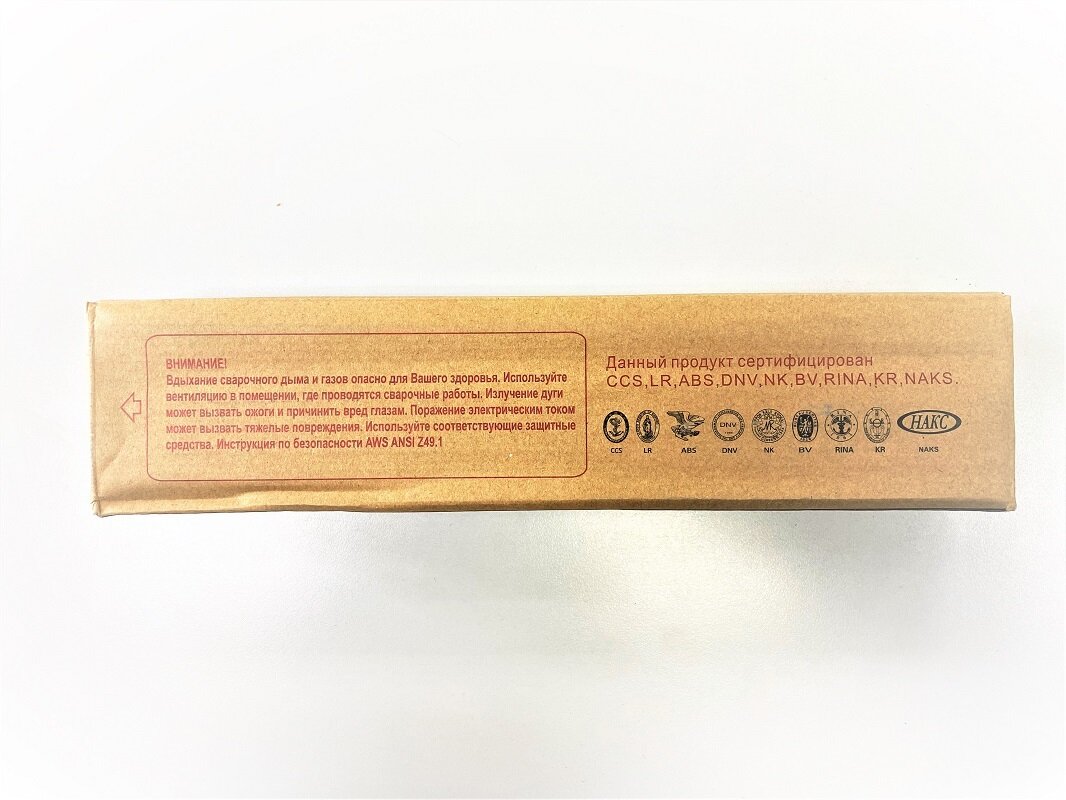 ВНИМАНИЕ!
Вдыхание сварочного дыма и газов опасно для Вашего здоровья. Используйте
вентиляцию в помещении, где проводятся сварочные работы. Излучение дуги
может вызвать ожоги и причинить вред глазам. Поражение электрическим током
может вызвать тяжелые повреждения. Используйте соответствующие защитные
средства. Инструкция по безопасности AWS ANSI Z49.1
Данный продукт сертифицирован
CCS,LR,ABS,DNV,NK,BV,RINA,KR,NAKS.
DNV
НАКС
CCS LR ABS DNV NK BV RINA KR NAKS